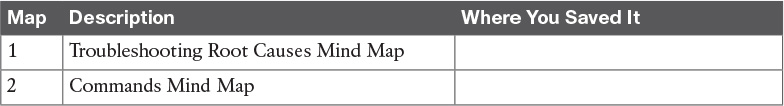 Map Description Where You Saved It
1 Troubleshooting Root Causes Mind Map
2 Commands Mind Map